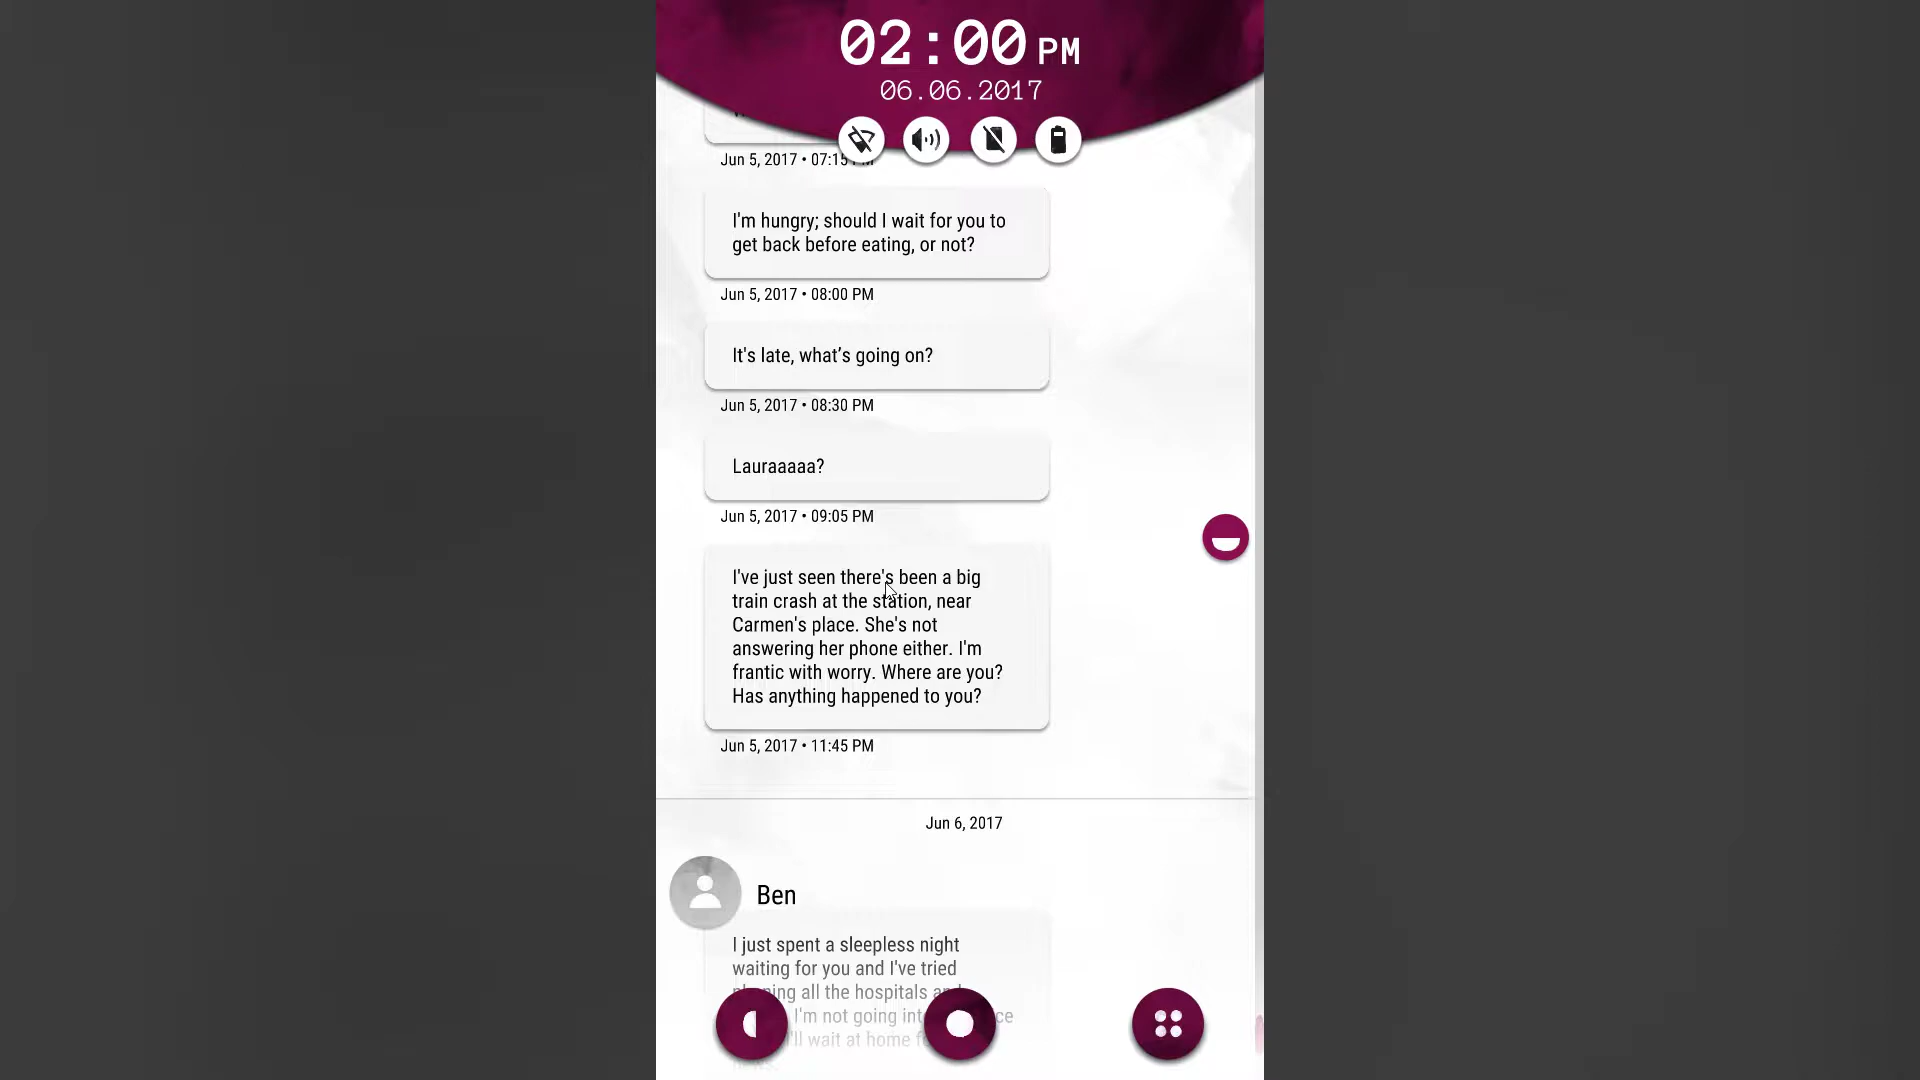 02:00 PM
06.06.2017
Jun 5, 2017 • 07:15 PM
I'm hungry; should I wait for you to
get back before eating, or not?
Jun 5, 2017 • 08:00 PM
It's late, what’s going on?
Jun 5, 2017 • 08:30 PM
Lauraaaaa?
Jun 5, 2017 • 09:05 PM
I've just seen there's been a big
train crash at the station, near
Carmen's place. She's not
answering her phone either. I'm
frantic with worry. Where are you?
Has anything happened to you?
Jun 5, 2017 • 11:45 PM
Jun 6, 2017
Ben
I just spent a sleepless night
waiting for you and I've tried
all the hospitals
I'm not going
I'll wait at home